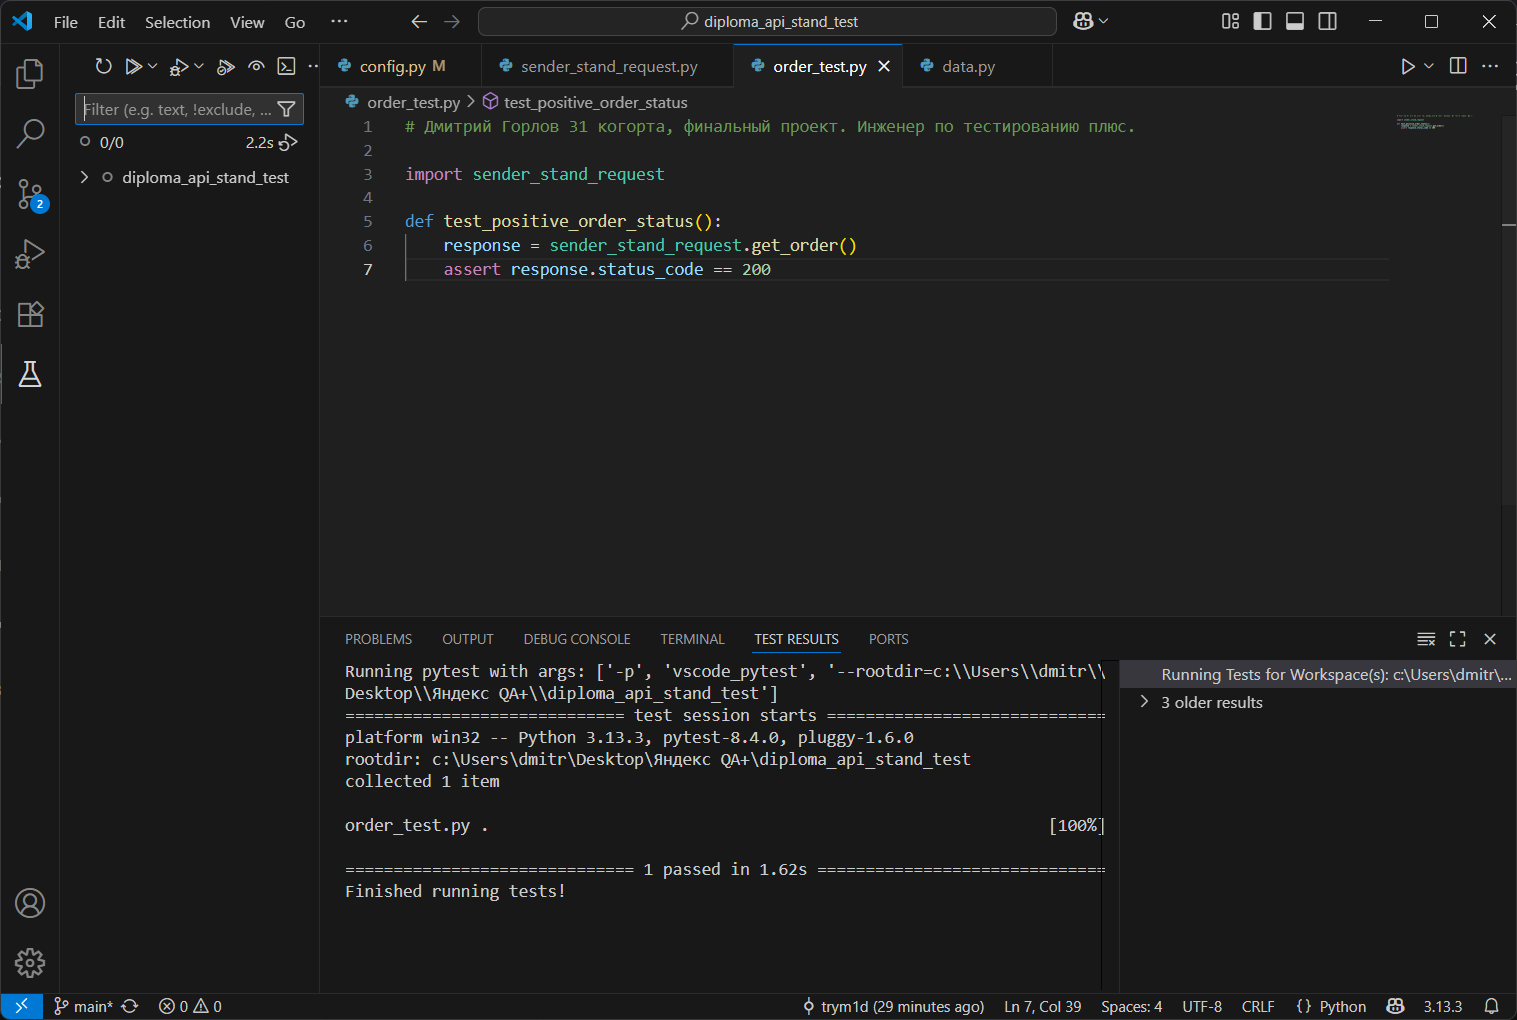 File Edit Selection View Go ··· diploma_api_stand_test
config.py M sender_stand_request.py order_test.py data.py
Filter (e.g. text, !exclude, ...
0/0 2.2s
diploma_api_stand_test
2
order_test.py > test_positive_order_status
1 # Дмитрий Горлов 31 когорта, финальный проект. Инженер по тестированию плюс.
2
3 import sender_stand_request
4
5 def test_positive_order_status():
6 response = sender_stand_request.get_order()
7 assert response.status_code == 200
PROBLEMS OUTPUT DEBUG CONSOLE TERMINAL TEST RESULTS PORTS
Running pytest with args: ['-p', 'vscode_pytest', '--rootdir=c:\\Users\\dmitr\\
Desktop\\Яндекс QA+\\diploma_api_stand_test']
============================= test session starts =============================
platform win32 -- Python 3.13.3, pytest-8.4.0, pluggy-1.6.0
rootdir: c:\Users\dmitr\Desktop\Яндекс QA+\diploma_api_stand_test
collected 1 item
order_test.py . [100%]
============================== 1 passed in 1.62s ==============================
Finished running tests!
Running Tests for Workspace(s): c:\Users\dmitr\...
3 older results
main* 0 0 trym1d (29 minutes ago) Ln 7, Col 39 Spaces: 4 UTF-8 CRLF {} Python 3.13.3